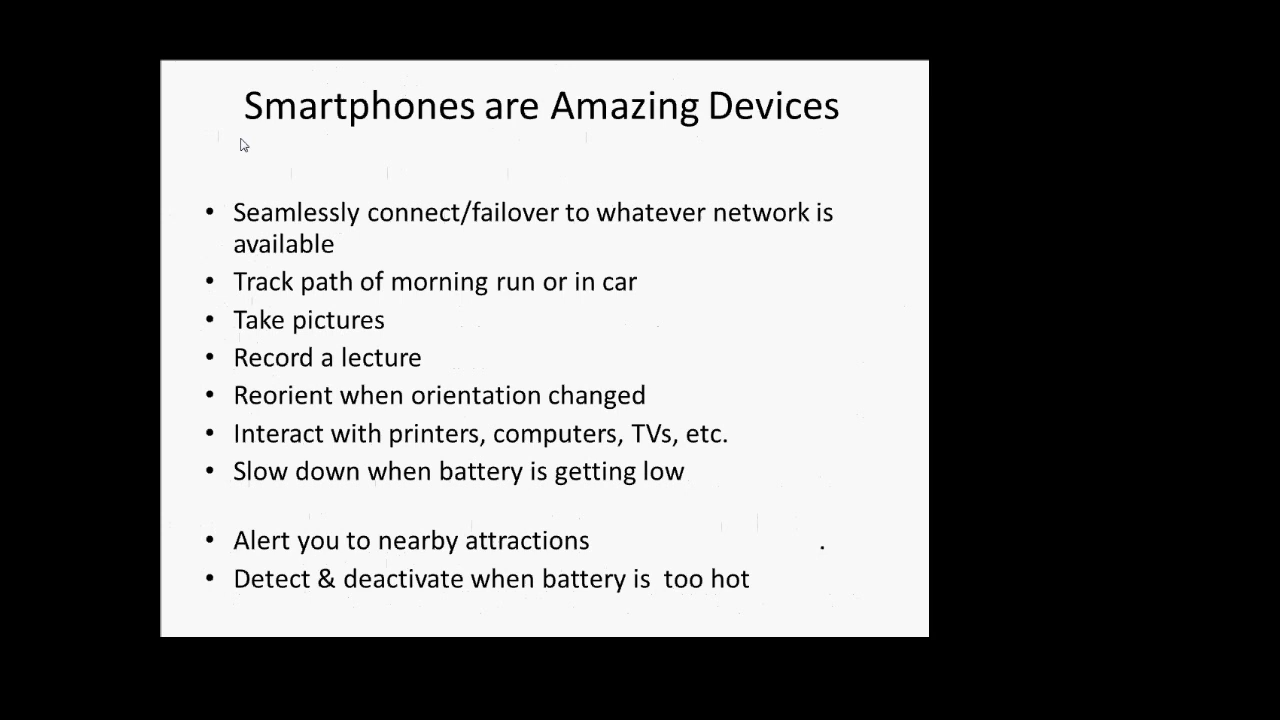 Smartphones are Amazing Devices
• Seamlessly connect/failover to whatever network is
available
• Track path of morning run or in car
• Take pictures
• Record a lecture
• Reorient when orientation changed
• Interact with printers, computers, TVs, etc.
• Slow down when battery is getting low
• Alert you to nearby attractions .
• Detect & deactivate when battery is  too hot